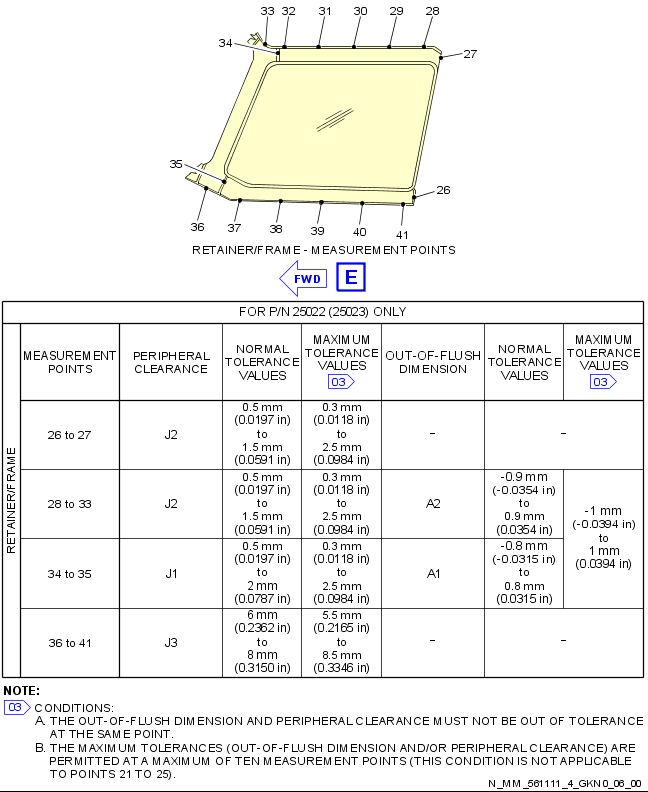 33 32 31 30 29 28
34
27
35
26
36 37 38 39 40 41
RETAINER/FRAME - MEASUREMENT POINTS
FWD E
FOR P/N 25022 (25023) ONLY
RETAINER/FRAME
MEASUREMENT POINTS
PERIPHERAL CLEARANCE
NORMAL TOLERANCE VALUES
MAXIMUM TOLERANCE VALUES 03
OUT-OF-FLUSH DIMENSION
NORMAL TOLERANCE VALUES
MAXIMUM TOLERANCE VALUES 03
26 to 27
J2
0.5 mm
(0.0197 in)
to
1.5 mm
(0.0591 in)
0.3 mm
(0.0118 in)
to
2.5 mm
(0.0984 in)
–
–
28 to 33
J2
0.5 mm
(0.0197 in)
to
1.5 mm
(0.0591 in)
0.3 mm
(0.0118 in)
to
2.5 mm
(0.0984 in)
A2
-0.9 mm
(-0.0354 in)
to
0.9 mm
(0.0354 in)
-1 mm
(-0.0394 in)
to
1 mm
(0.0394 in)
34 to 35
J1
0.5 mm
(0.0197 in)
to
2 mm
(0.0787 in)
0.3 mm
(0.0118 in)
to
2.5 mm
(0.0984 in)
A1
-0.8 mm
(-0.0315 in)
to
0.8 mm
(0.0315 in)
36 to 41
J3
6 mm
(0.2362 in)
to
8 mm
(0.3150 in)
5.5 mm
(0.2165 in)
to
8.5 mm
(0.3346 in)
–
–
NOTE:
03 CONDITIONS:
A. THE OUT-OF-FLUSH DIMENSION AND PERIPHERAL CLEARANCE MUST NOT BE OUT OF TOLERANCE
AT THE SAME POINT.
B. THE MAXIMUM TOLERANCES (OUT-OF-FLUSH DIMENSION AND/OR PERIPHERAL CLEARANCE) ARE
PERMITTED AT A MAXIMUM OF TEN MEASUREMENT POINTS (THIS CONDITION IS NOT APPLICABLE
TO POINTS 21 TO 25).
N_MM_561111_4_GKN0_06_00